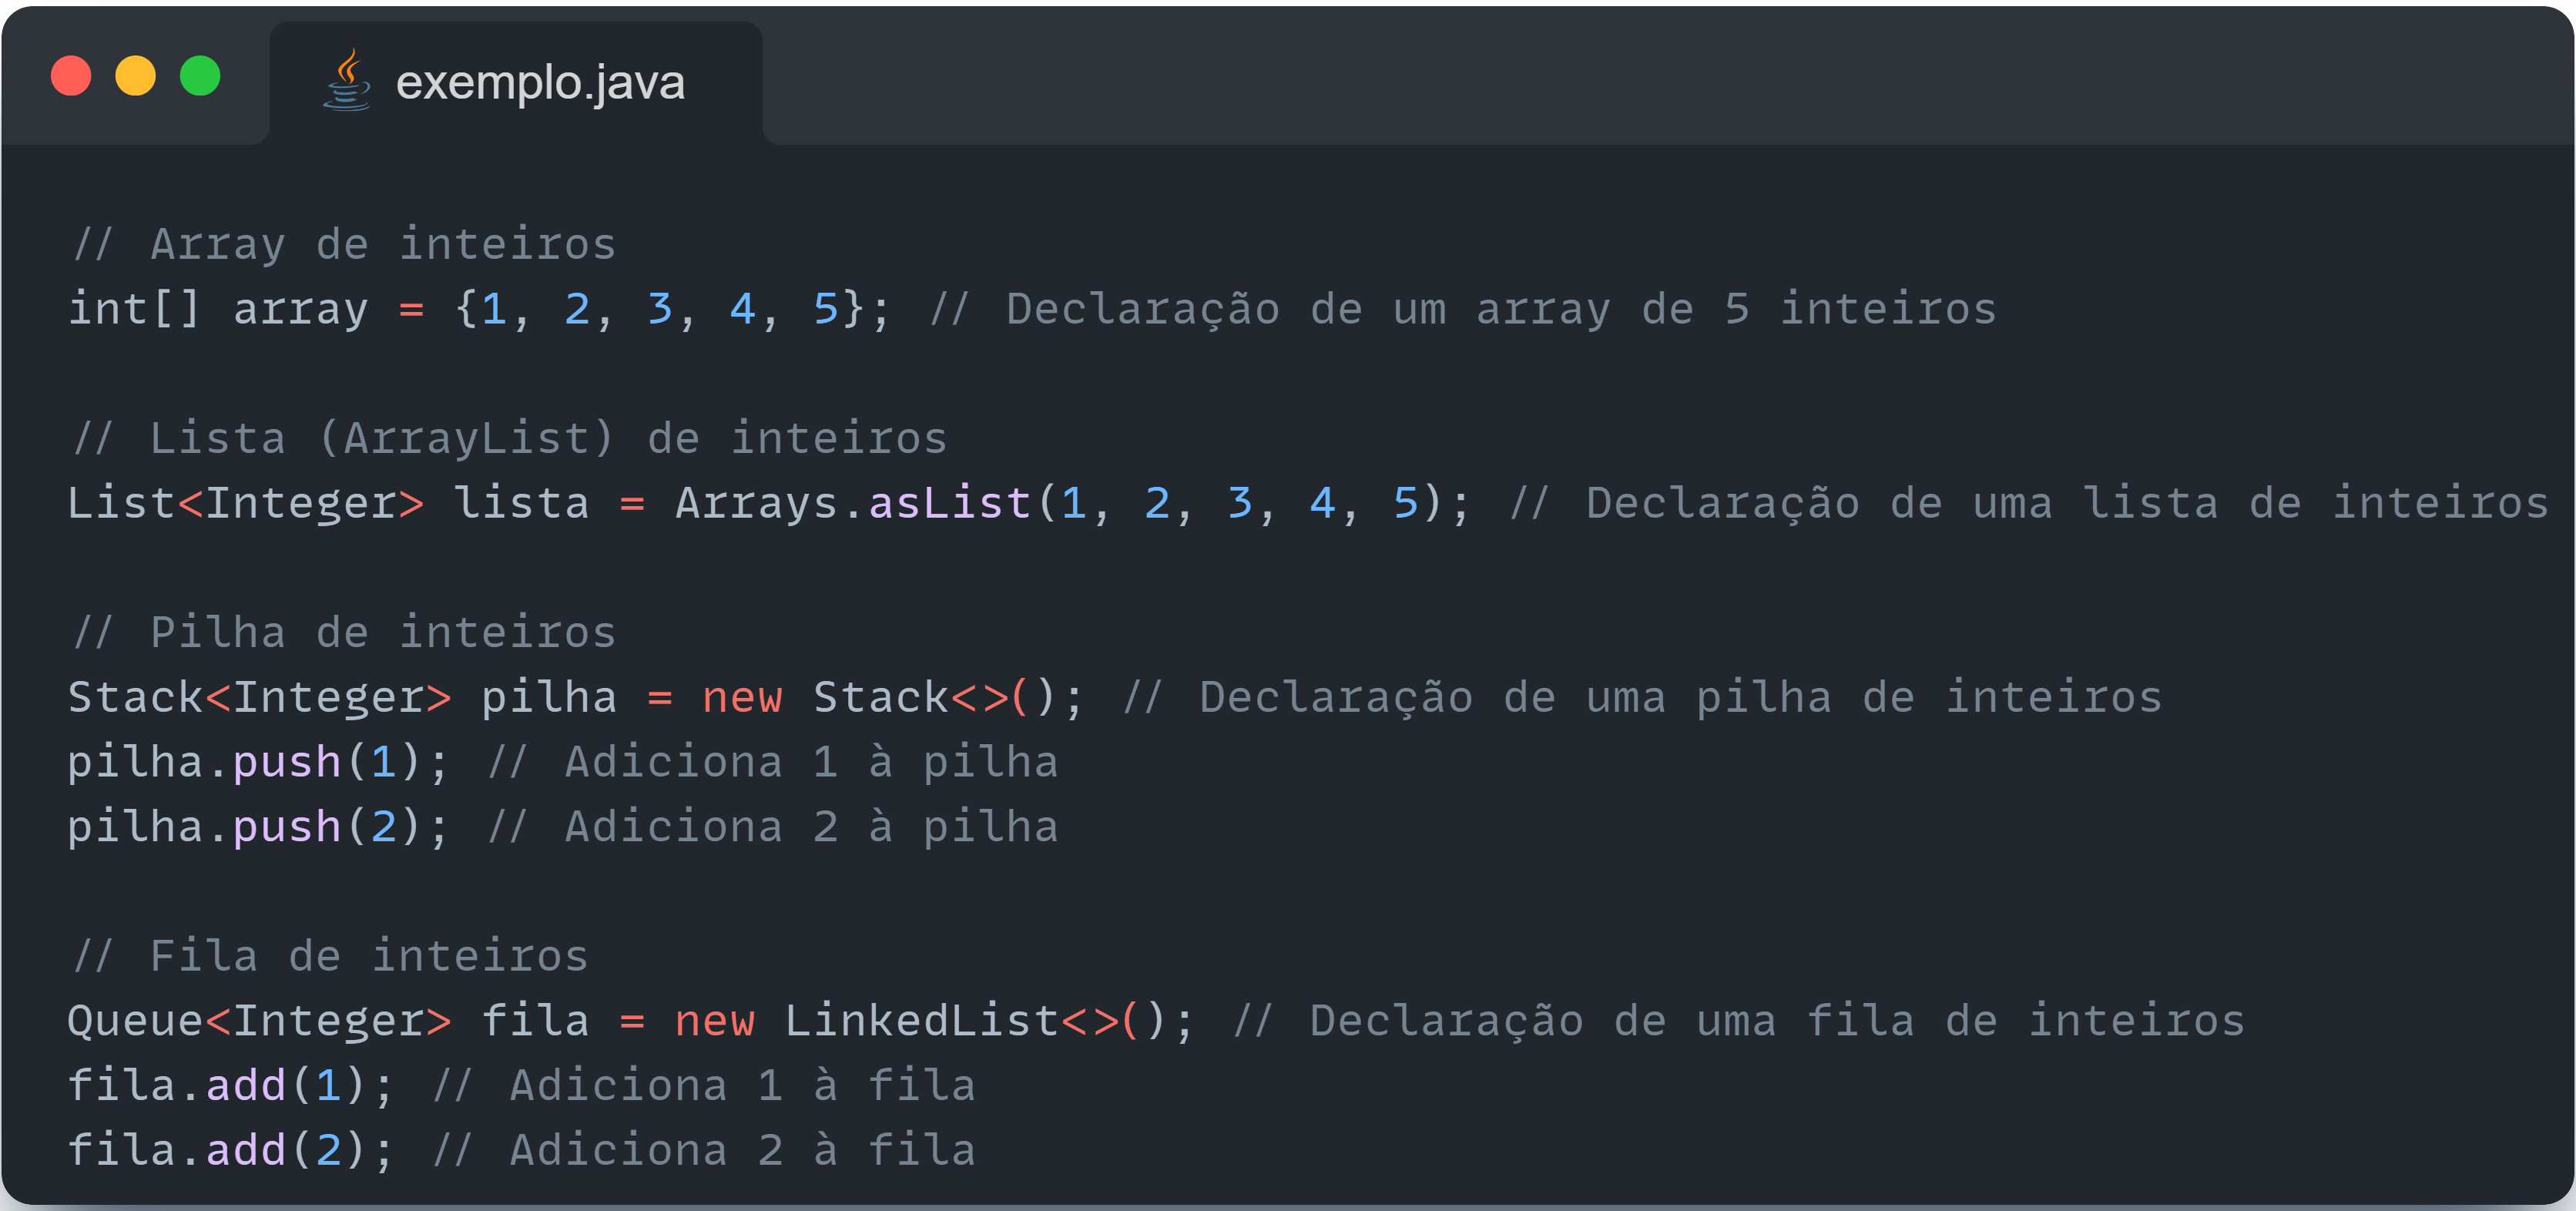 exemplo.java
// Array de inteiros
int[] array = {1, 2, 3, 4, 5}; // Declaração de um array de 5 inteiros
// Lista (ArrayList) de inteiros
List<Integer> lista = Arrays.asList(1, 2, 3, 4, 5); // Declaração de uma lista de inteiros
// Pilha de inteiros
Stack<Integer> pilha = new Stack<>(); // Declaração de uma pilha de inteiros
pilha.push(1); // Adiciona 1 à pilha
pilha.push(2); // Adiciona 2 à pilha
// Fila de inteiros
Queue<Integer> fila = new LinkedList<>(); // Declaração de uma fila de inteiros
fila.add(1); // Adiciona 1 à fila
fila.add(2); // Adiciona 2 à fila